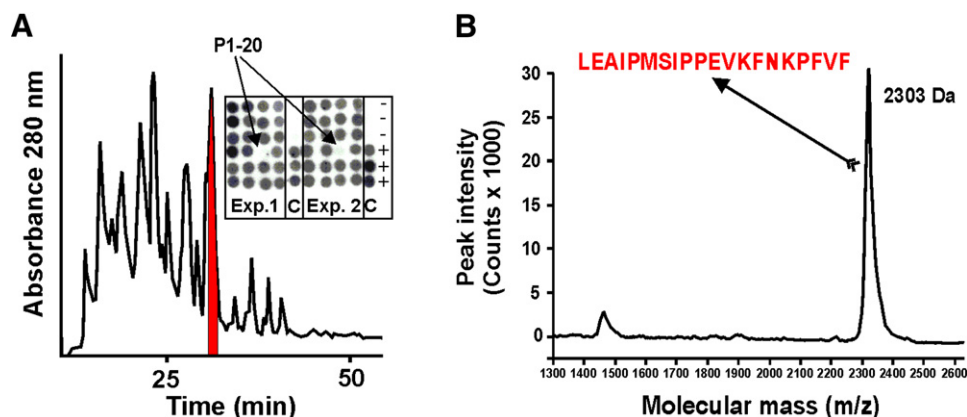 A
P1-20
Absorbance 280 nm
-
-
-
+
+
+
Exp.1 C Exp. 2 C
25 50
Time (min)
B
LEAIPMSIPPEVKFNKPFVF
2303 Da
Peak intensity
(Counts x 1000)
30
25
20
15
10
5
0
1300 1400 1500 1600 1700 1800 1900 2000 2100 2200 2300 2400 2500 2600
Molecular mass (m/z)